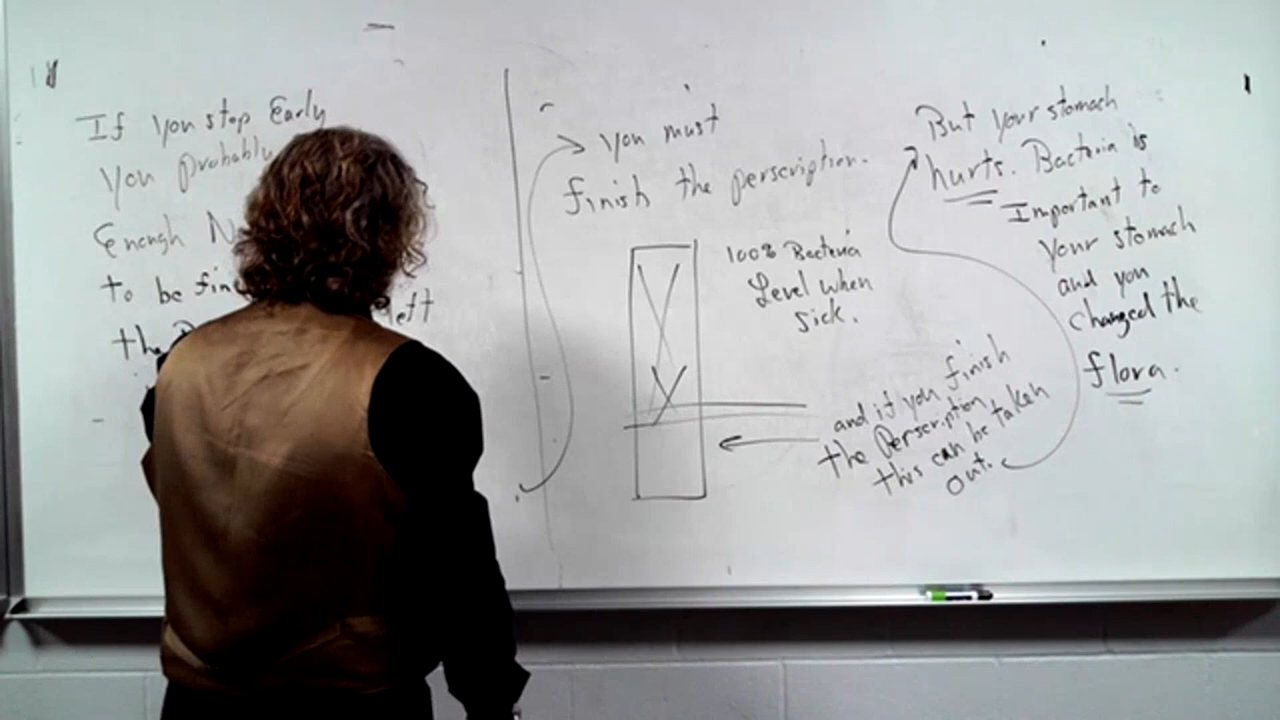 If you stop Early
you probably
Enough
to be
the
left
you must
finish the perscription.
100% Bacteria
Level when
sick.
and if you finish
the Perscription
this can be taken
out.
But your stomach
hurts. Bacteria is
Important to
your stomach
and you
changed the
flora.